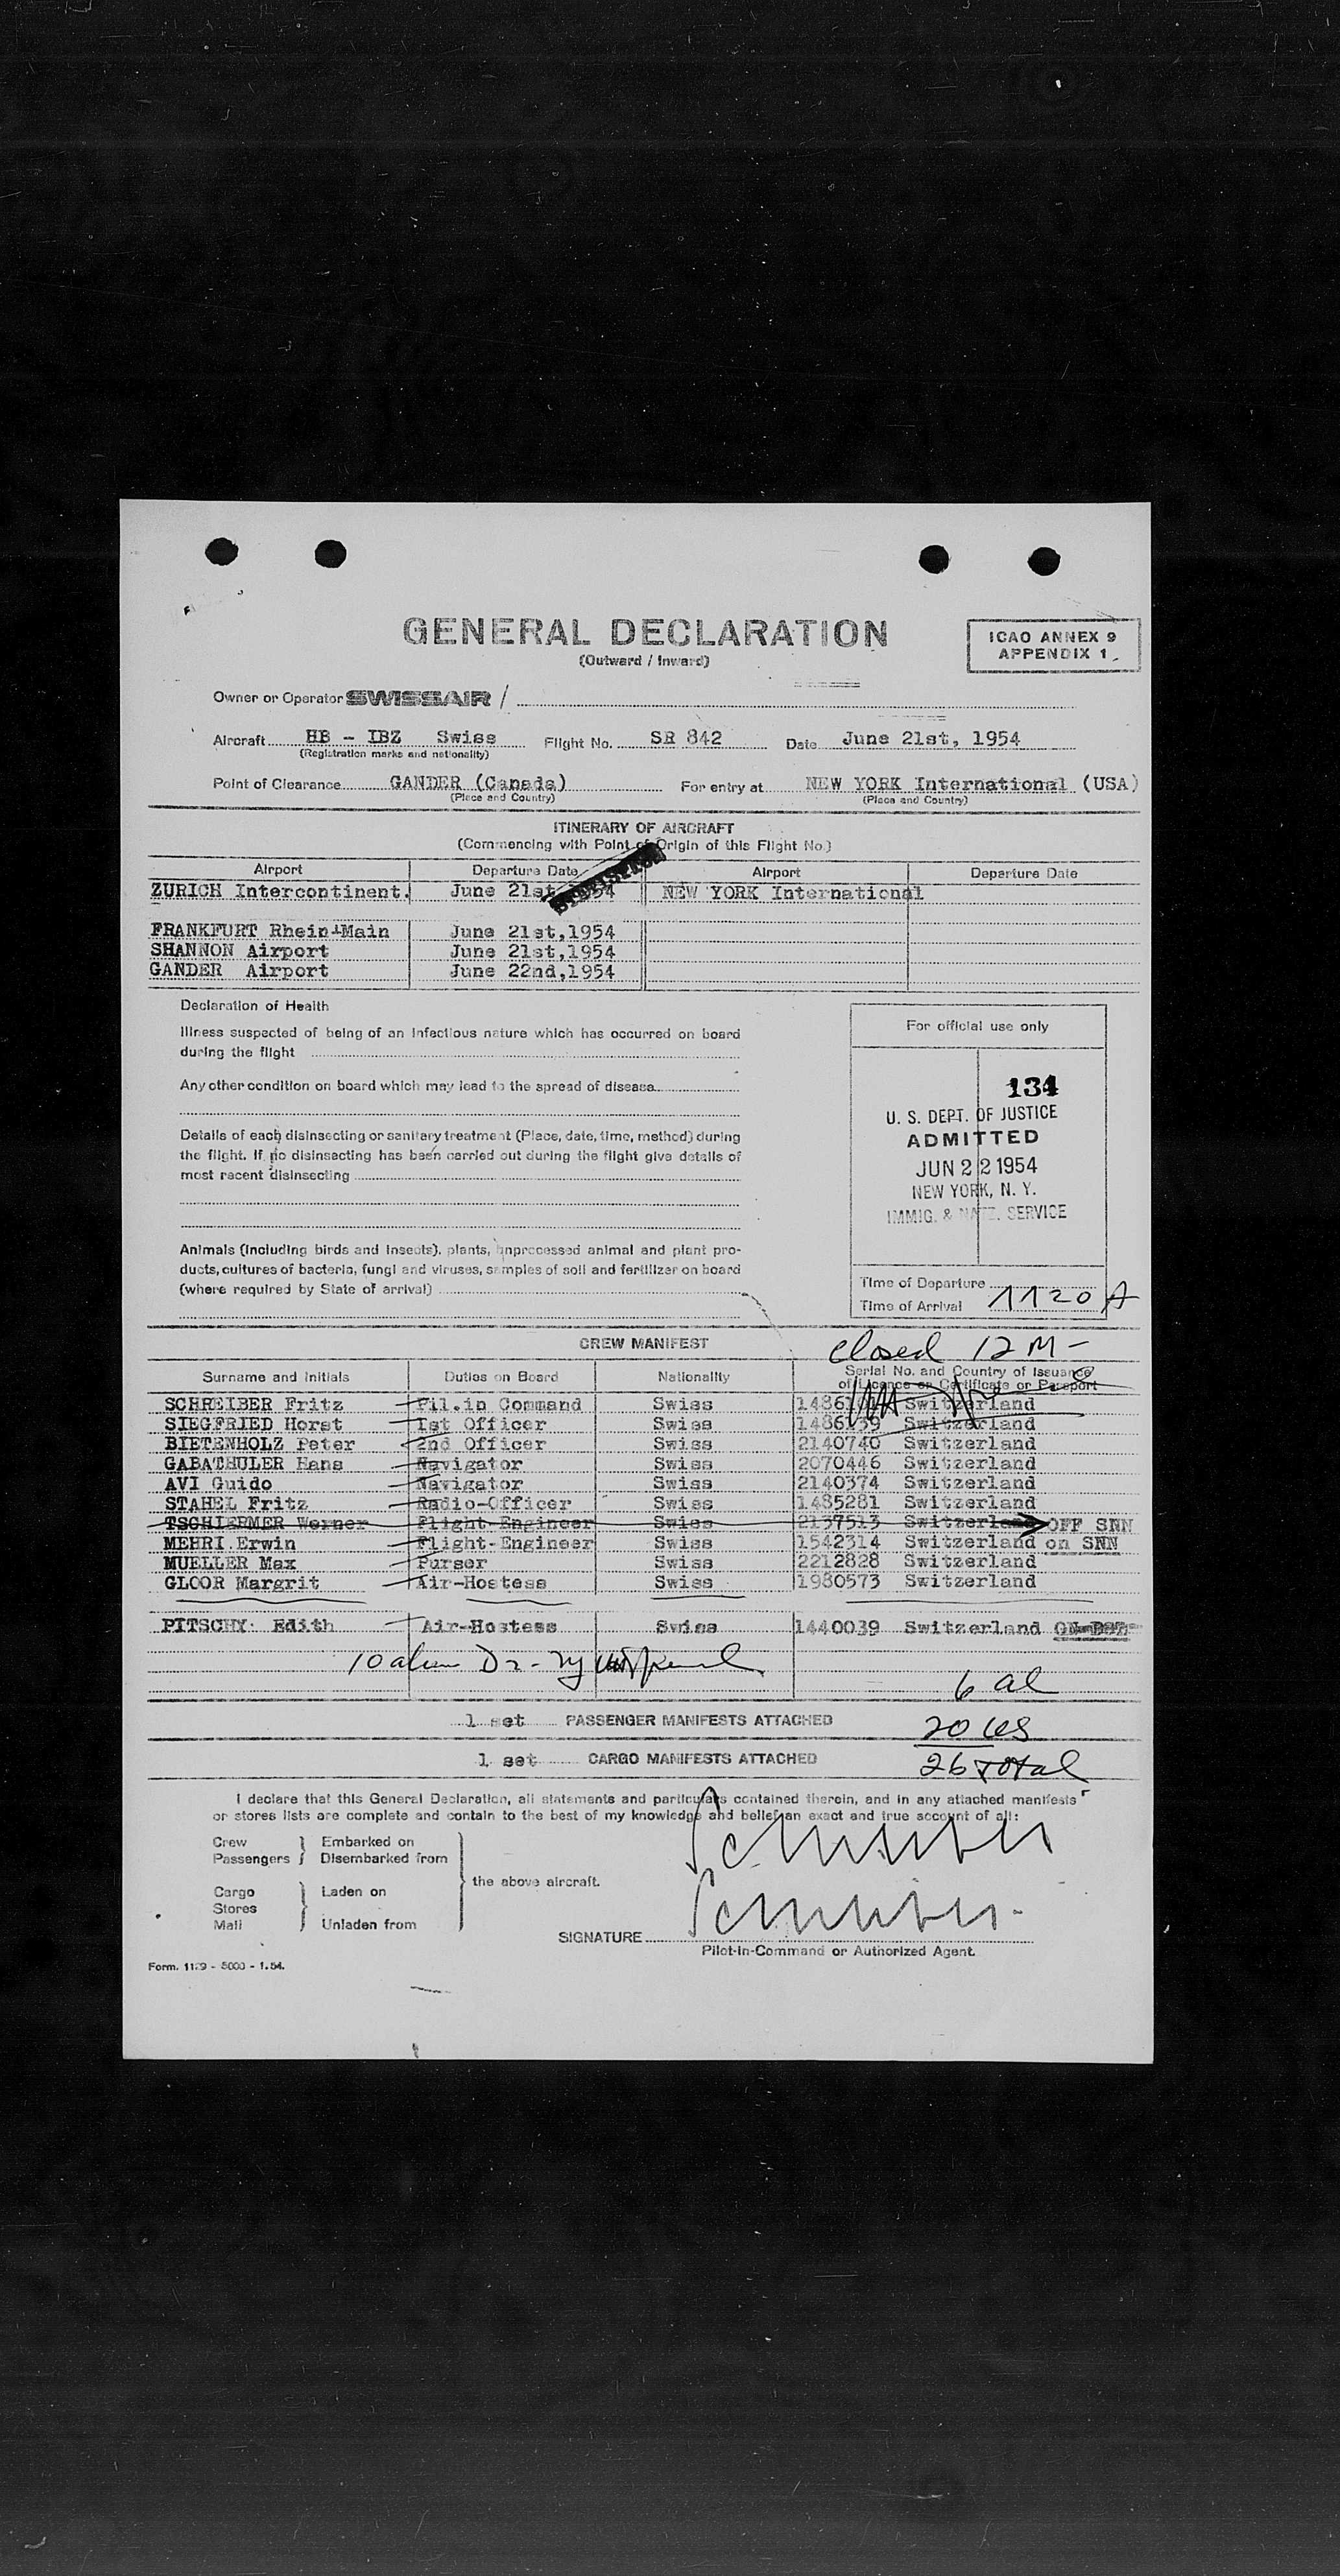 GENERAL DECLARATION
(Outward / Inward)
ICAO ANNEX 9
APPENDIX 1
Owner or Operator SWISSAIR /
Aircraft HB - IBZ Swiss Flight No. SR 842 Date June 21st, 1954
(Registration marks and nationality)
Point of Clearance GANDER (Canada) For entry at NEW YORK International (USA)
(Place and Country) (Place and Country)
ITINERARY OF AIRCRAFT
(Commencing with Point of Origin of this Flight No.)
Airport Departure Date Airport Departure Date
ZURICH Intercontinent. June 21st NEW YORK International
FRANKFURT Rhein-Main June 21st,1954
SHANNON Airport June 21st,1954
GANDER Airport June 22nd,1954
Declaration of Health
Illness suspected of being of an infectious nature which has occurred on board
during the flight
Any other condition on board which may lead to the spread of disease
Details of each disinsecting or sanitary treatment (Place, date, time, method) during
the flight. If no disinsecting has been carried out during the flight give details of
most recent disinsecting
Animals (including birds and insects), plants, unprocessed animal and plant pro-
ducts, cultures of bacteria, fungi and viruses, samples of soil and fertilizer on board
(where required by State of arrival)
For official use only
134
U. S. DEPT. OF JUSTICE
ADMITTED
JUN 22 1954
NEW YORK, N. Y.
IMMIG. & NATZ. SERVICE
Time of Departure
Time of Arrival 1120 A
CREW MANIFEST
closed 12 M-
Surname and Initials Duties on Board Nationality Serial No. and Country of Issuance
of Licence or Certificate or Passport
SCHREIBER Fritz Pil.in Command Swiss Switzerland
SIEGFRIED Horst 1st Officer Swiss 1486139 Switzerland
BIETENHOLZ Peter 2nd Officer Swiss 2140740 Switzerland
GABATHULER Hans Navigator Swiss 2070446 Switzerland
AVI Guido Navigator Swiss 2140374 Switzerland
STAHEL Fritz Radio-Officer Swiss 1485281 Switzerland
TSCHIERMER Werner Flight-Engineer Swiss 2137513 Switzerland OFF SNN
MEHRI Erwin Flight-Engineer Swiss 1542314 Switzerland on SNN
MUELLER Max Purser Swiss 2212828 Switzerland
GLOOR Margrit Air-Hostess Swiss 1980573 Switzerland
PITSCHY Edith Air-Hostess Swiss 1440039 Switzerland
10
6 al
1 set PASSENGER MANIFESTS ATTACHED
20 US
1 set CARGO MANIFESTS ATTACHED
26 total
I declare that this General Declaration, all statements and particulars contained therein, and in any attached manifests
or stores lists are complete and contain to the best of my knowledge and belief an exact and true account of all:
Crew
Passengers
Embarked on
Disembarked from
Cargo
Stores
Mail
Laden on
Unladen from
the above aircraft.
SIGNATURE
Pilot-in-Command or Authorized Agent.
Form. 1129 - 5000 - 1.54.